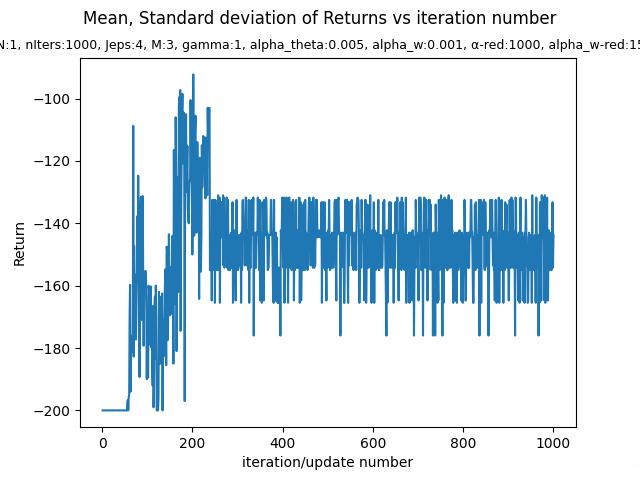 Mean, Standard deviation of Returns vs iteration number
N:1, nIters:1000, Jeps:4, M:3, gamma:1, alpha_theta:0.005, alpha_w:0.001, α-red:1000, alpha_w-red:15
−100
−120
−140
−160
−180
−200
Return
0 200 400 600 800 1000
iteration/update number